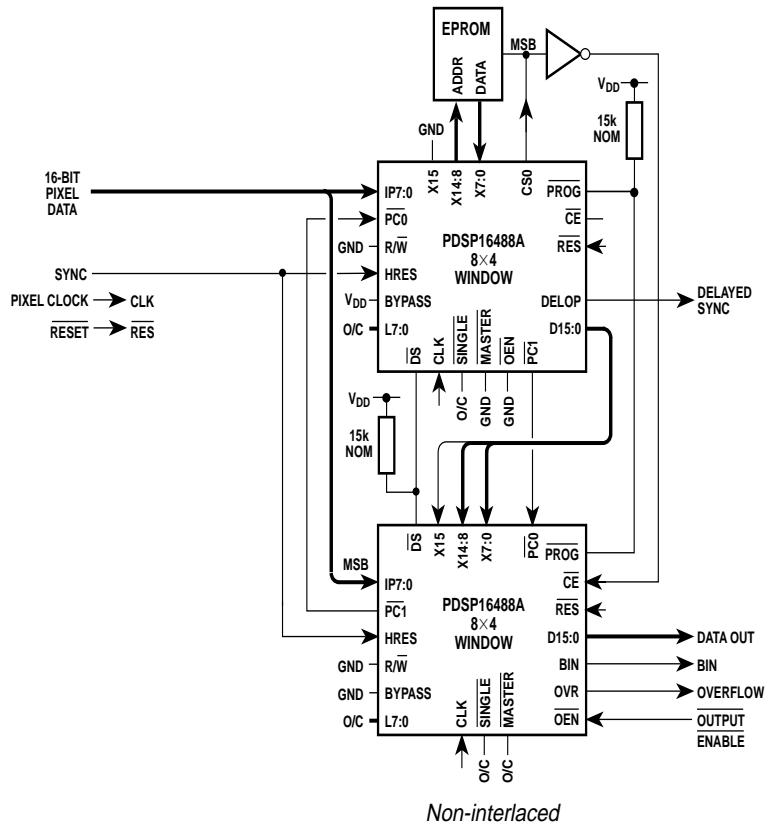 EPROM
MSB
ADDR
DATA
VDD
15k
NOM
GND
X15
X14:8
X7:0
CS0
16-BIT
PIXEL
DATA
IP7:0
PROG
PC0
CE
GND
R/W
PDSP16488A
8×4
WINDOW
RES
SYNC
HRES
PIXEL CLOCK
CLK
VDD
BYPASS
DELOP
DELAYED
SYNC
RESET
RES
O/C
L7:0
D15:0
DS
CLK
SINGLE
MASTER
OEN
PC1
O/C
GND
GND
VDD
15k
NOM
DS
X15
X14:8
X7:0
PC0
PROG
MSB
IP7:0
CE
PC1
PDSP16488A
8×4
WINDOW
RES
HRES
D15:0
DATA OUT
GND
R/W
BIN
BIN
GND
BYPASS
OVR
OVERFLOW
O/C
L7:0
CLK
SINGLE
MASTER
OEN
OUTPUT
ENABLE
O/C
O/C
Non-interlaced